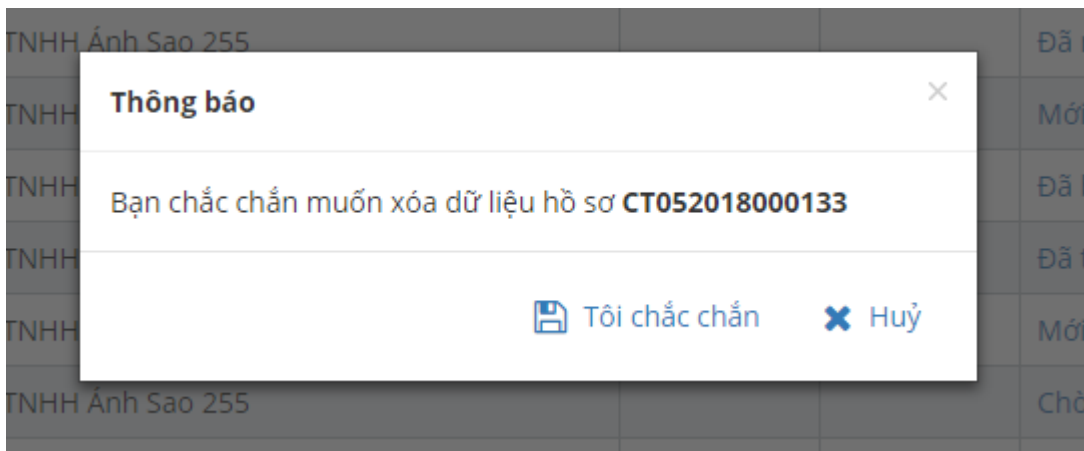 TNHH Ánh Sao 255
Đã
Thông báo
×
TNHH
Mới
Bạn chắc chắn muốn xóa dữ liệu hồ sơ CT052018000133
TNHH
Đã
TNHH
Đã
Tôi chắc chắn
Huỷ
TNHH
Mới
TNHH Ánh Sao 255